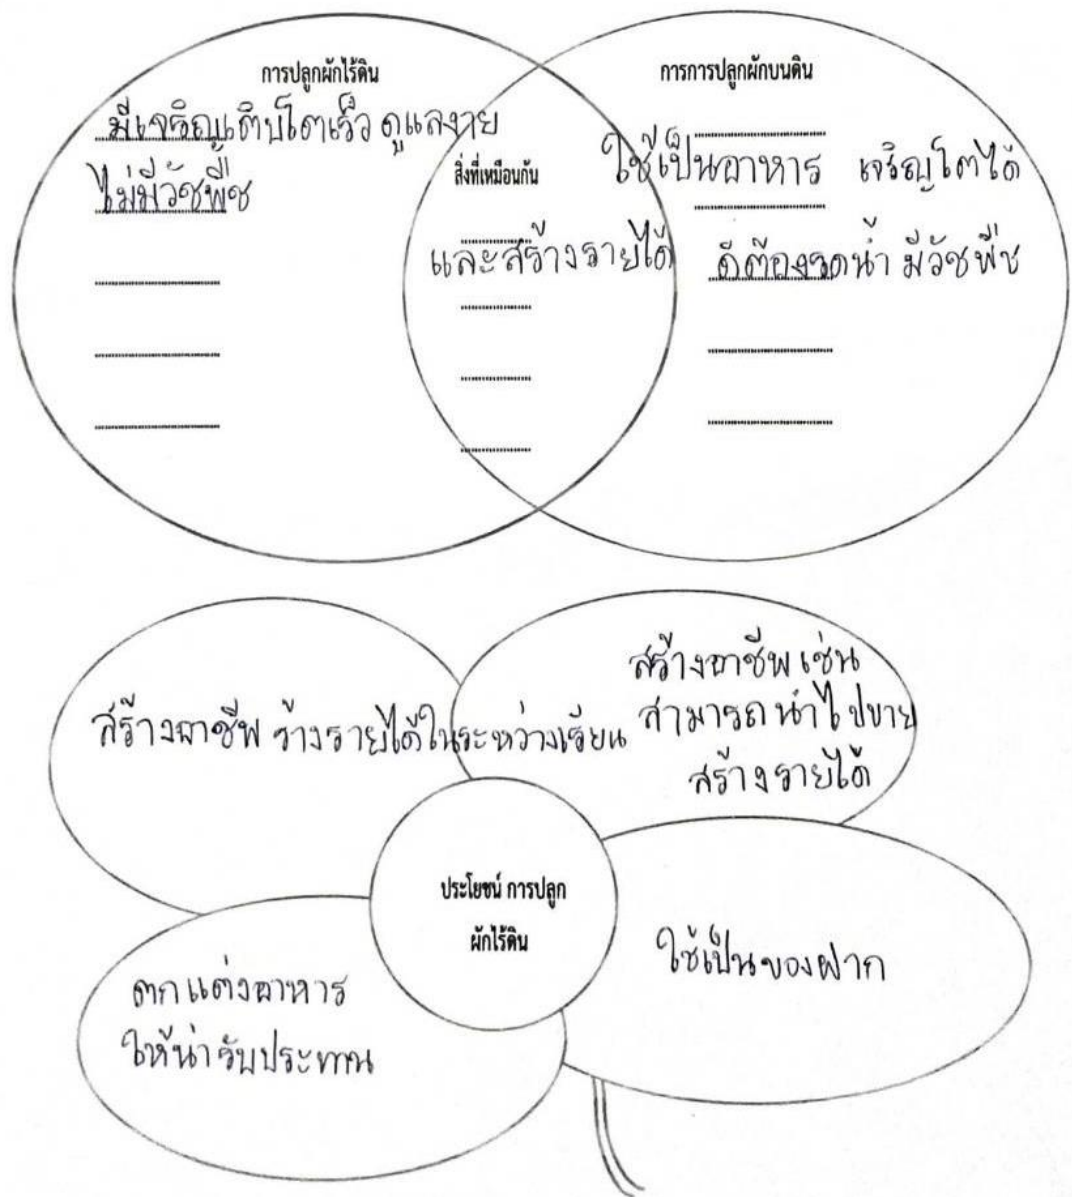 การปลูกผักไร้ดิน
มีเจริญเติบโตเร็ว ดูแลงาย
ไม่มีวัชพืช
สิ่งที่เหมือนกัน
และสร้างรายได้
การการปลูกผักบนดิน
ใช้เป็นอาหาร เจริญโตได้
ดีต้องรดน้ำ มีวัชพืช
สร้างอาชีพ ร้างรายได้ในระหว่างเรียน
สร้างอาชีพ เช่น
สามารถนำไปขาย
สร้างรายได้
ประโยชน์ การปลูก
ผักไร้ดิน
ตกแต่งอาหาร
ให้น่ารับประทาน
ใช้เป็นของฝาก